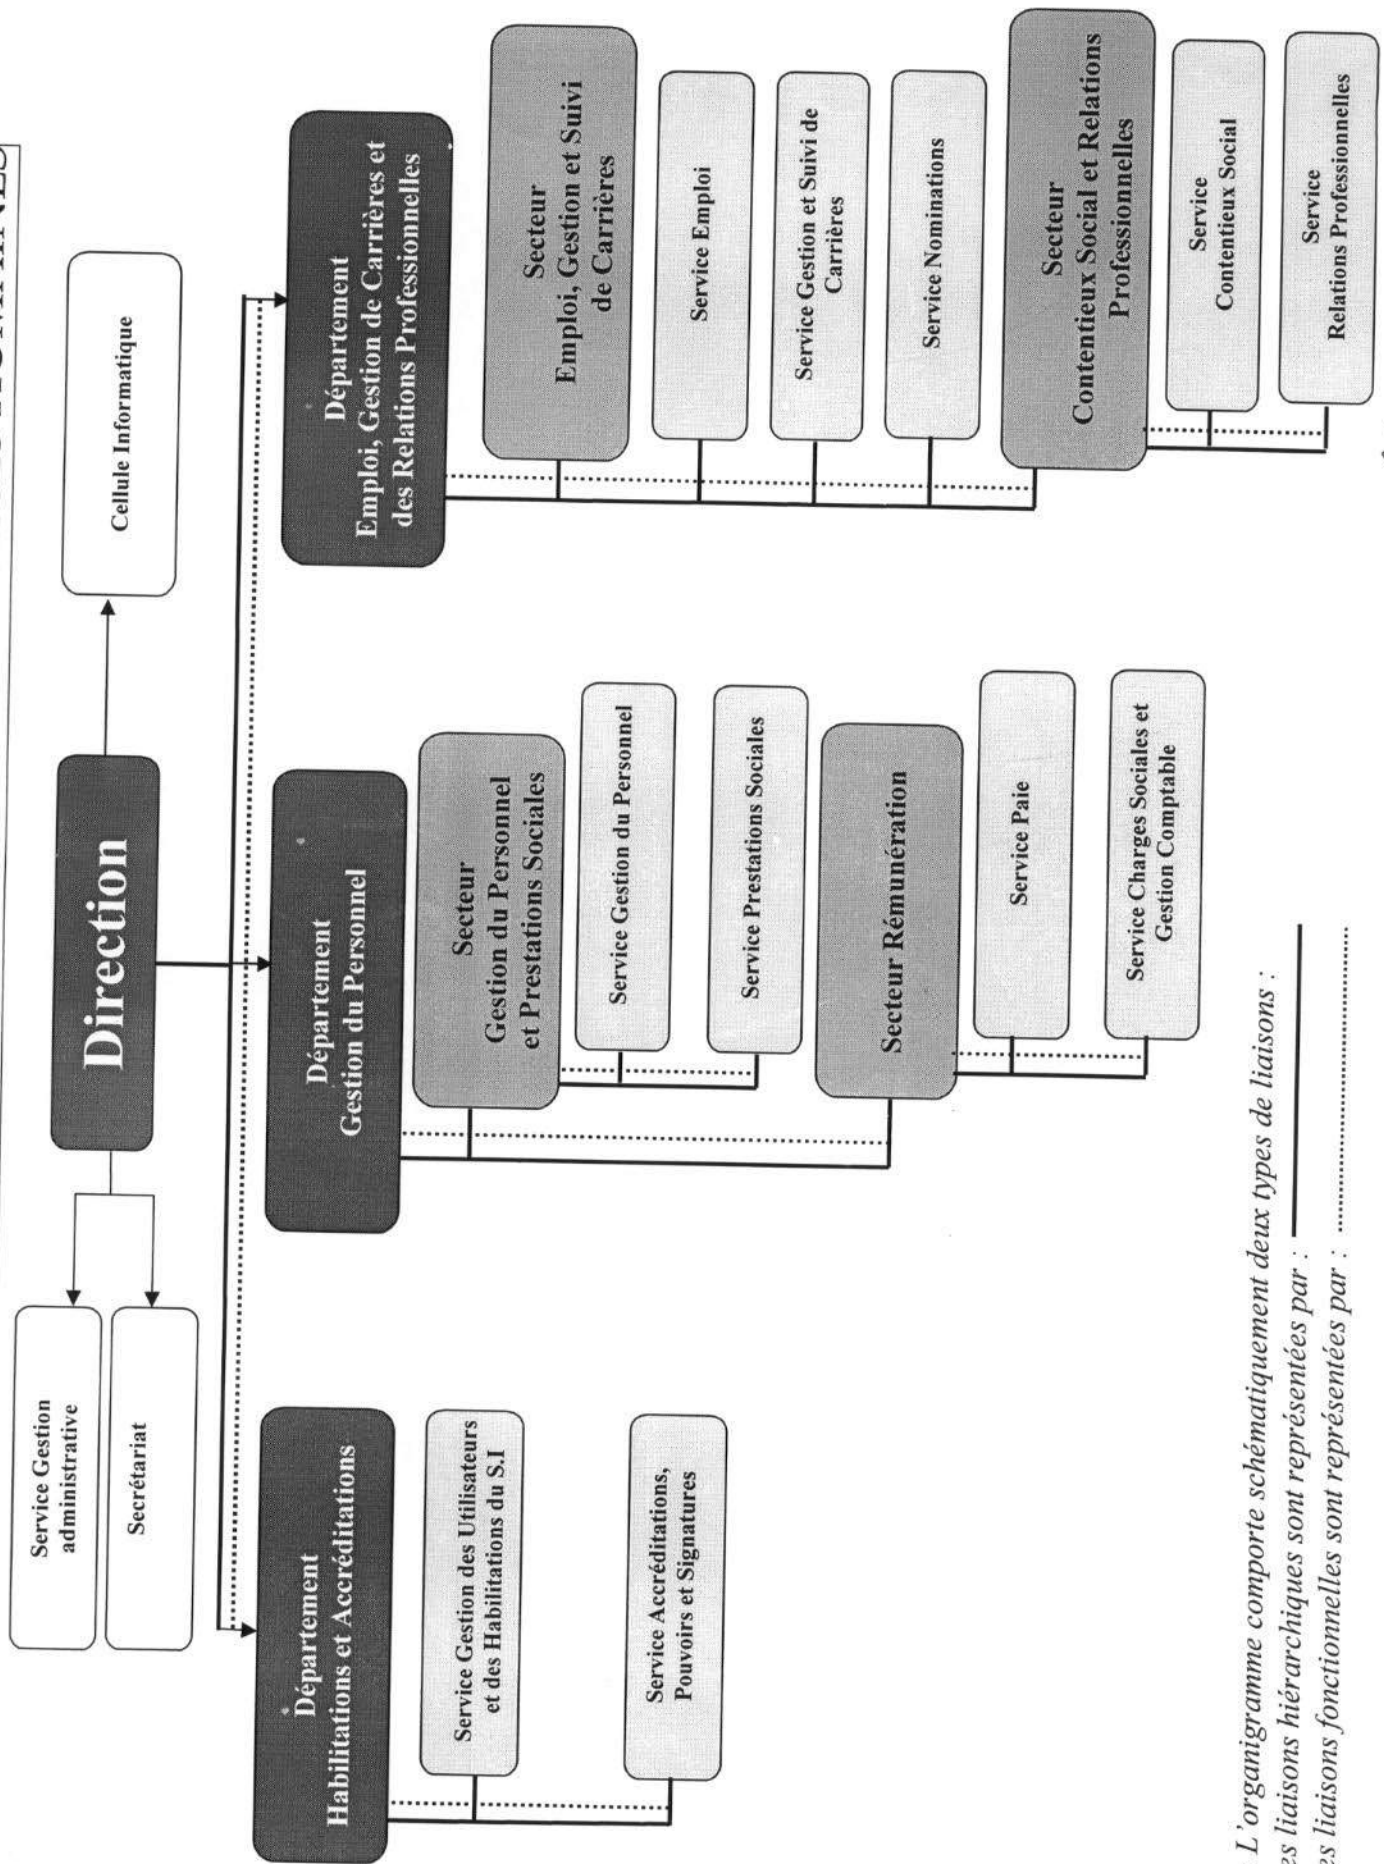 Direction
Cellule Informatique
Service Gestion
administrative
Secrétariat
Département
Habilitations et Accréditations
Service Gestion des Utilisateurs
et des Habilitations du S.I
Service Accréditations,
Pouvoirs et Signatures
Département
Gestion du Personnel
Secteur
Gestion du Personnel
et Prestations Sociales
Service Gestion du Personnel
Service Prestations Sociales
Secteur Rémunération
Service Paie
Service Charges Sociales et
Gestion Comptable
Département
Emploi, Gestion de Carrières et
des Relations Professionnelles
Secteur
Emploi, Gestion et Suivi
de Carrières
Service Emploi
Service Gestion et Suivi de
Carrières
Service Nominations
Secteur
Contentieux Social et Relations
Professionnelles
Service
Contentieux Social
Service
Relations Professionnelles
L'organigramme comporte schématiquement deux types de liaisons :
es liaisons hiérarchiques sont représentées par :
es liaisons fonctionnelles sont représentées par :